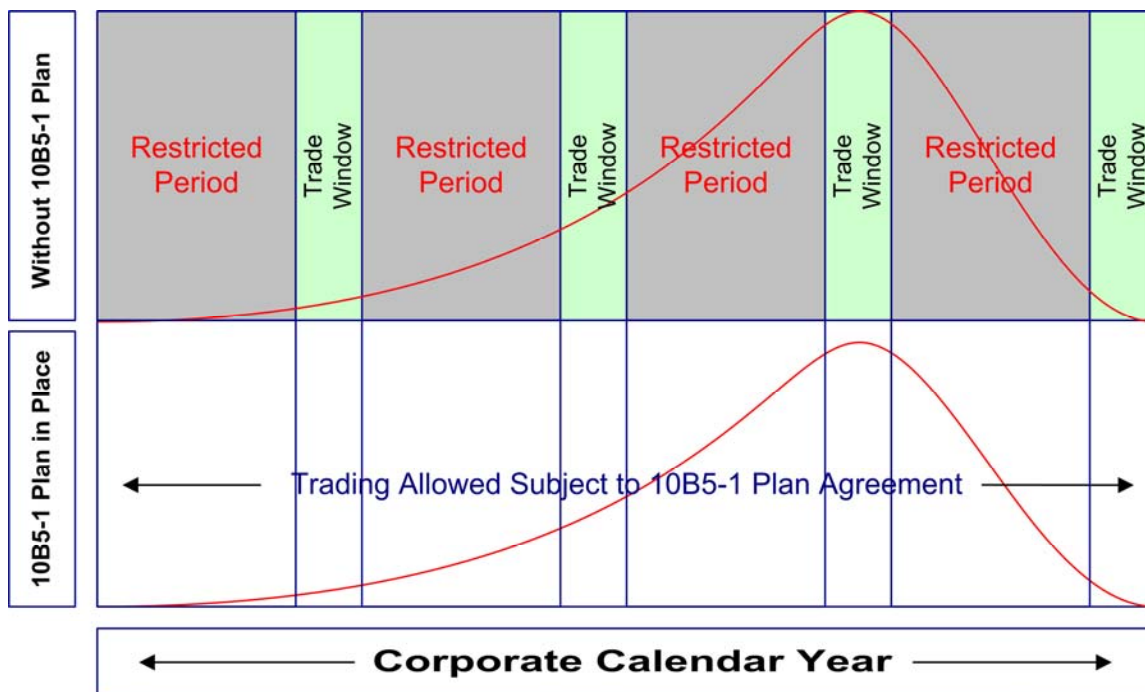 Without 10B5-1 Plan
Restricted
Period
Trade
Window
Restricted
Period
Trade
Window
Restricted
Period
Trade
Window
Restricted
Period
Trade
Window
10B5-1 Plan in Place
Trading Allowed Subject to 10B5-1 Plan Agreement
Corporate Calendar Year